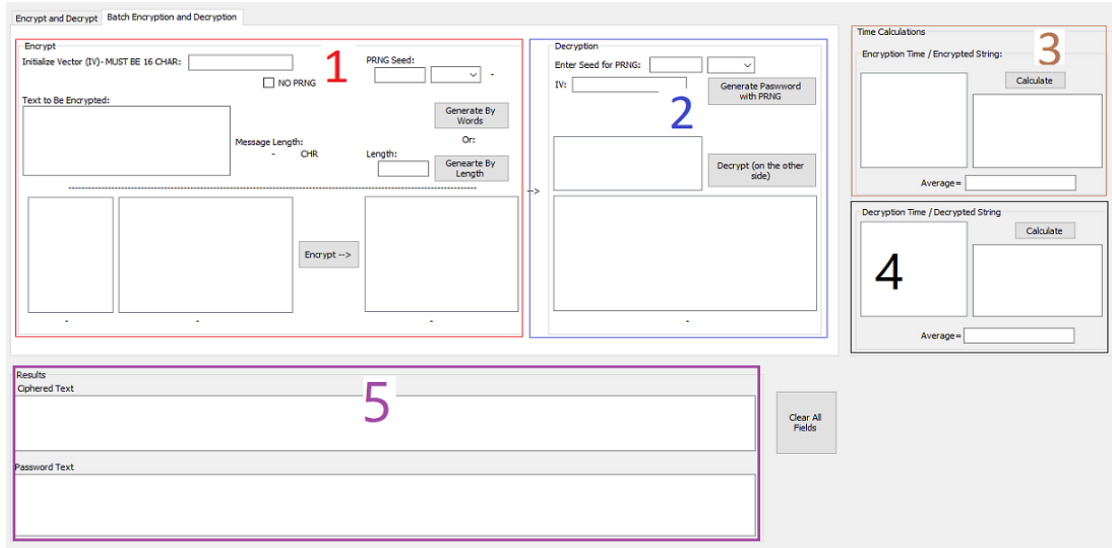 Encrypt and Decrypt
Batch Encryption and Decryption
Encrypt
Initialize Vector (IV)- MUST BE 16 CHAR:
1
PRNG Seed:
-
NO PRNG
Text to Be Encrypted:
Generate By
Words
Or:
Message Length:
- CHR
Length:
Genearte By
Length
--------------------------------------------------------------------------------
Encrypt -->
-
-
-
-->
Decryption
Enter Seed for PRNG:
IV:
2
Generate Paswword
with PRNG
Decrypt (on the other
side)
-
Time Calculations
3
Encryption Time / Encrypted String:
Calculate
Average=
Decryption Time / Decrypted String
Calculate
4
Average=
Results
Ciphered Text
5
Password Text
Clear All
Fields